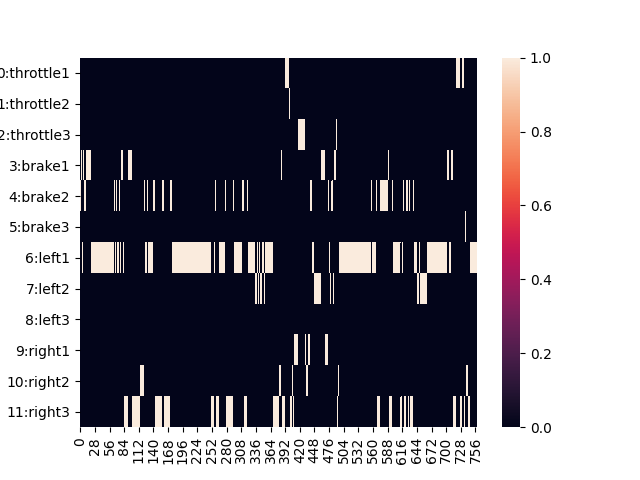 0:throttle1
1:throttle2
2:throttle3
3:brake1
4:brake2
5:brake3
6:left1
7:left2
8:left3
9:right1
10:right2
11:right3
0 28 56 84 112 140 168 196 224 252 280 308 336 364 392 420 448 476 504 532 560 588 616 644 672 700 728 756
1.0
0.8
0.6
0.4
0.2
0.0